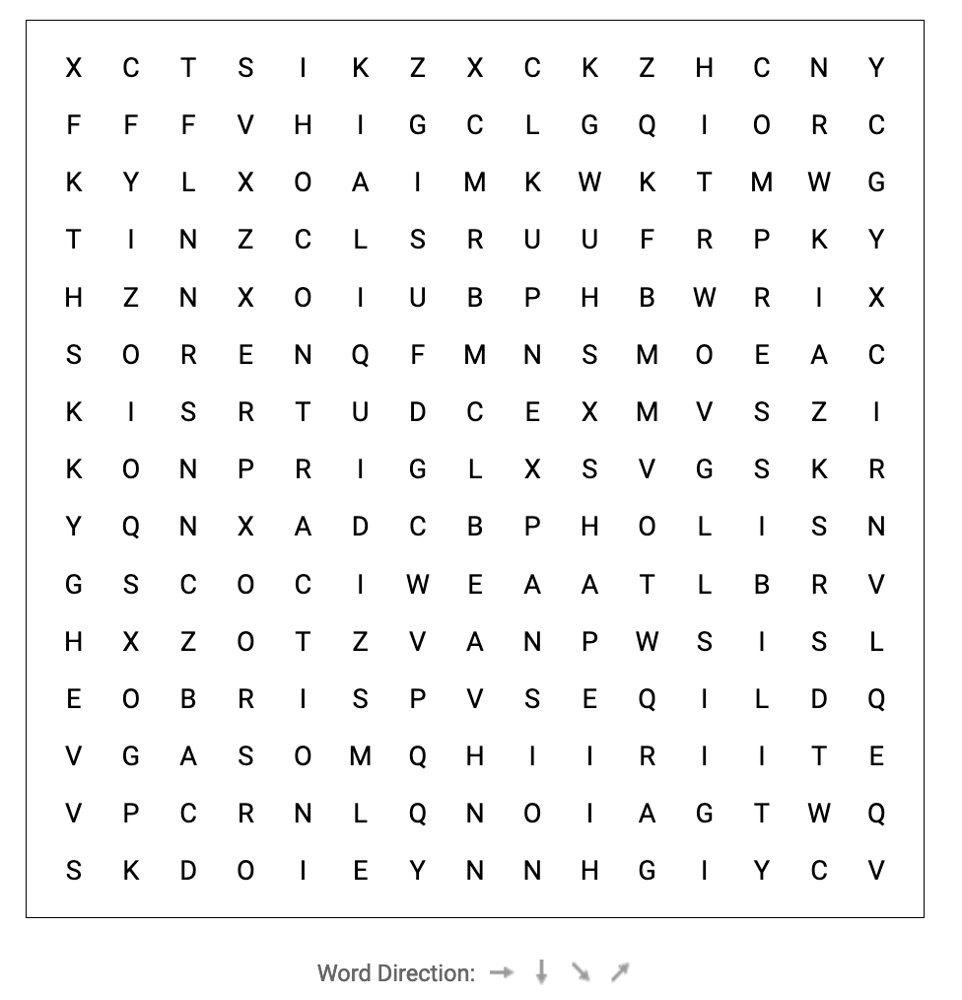 X C T S I K Z X C K Z H C N Y
F F F V H I G C L G Q I O R C
K Y L X O A I M K W K T M W G
T I N Z C L S R U U F R P K Y
H Z N X O I U B P H B W R I X
S O R E N Q F M N S M O E A C
K I S R T U D C E X M V S Z I
K O N P R I G L X S V G S K R
Y Q N X A D C B P H O L I S N
G S C O C I W E A A T L B R V
H X Z O T Z V A N P W S I S L
E O B R I S P V S E Q I L D Q
V G A S O M Q H I I R I I T E
V P C R N L Q N O I A G T W Q
S K D O I E Y N N H G I Y C V
Word Direction: